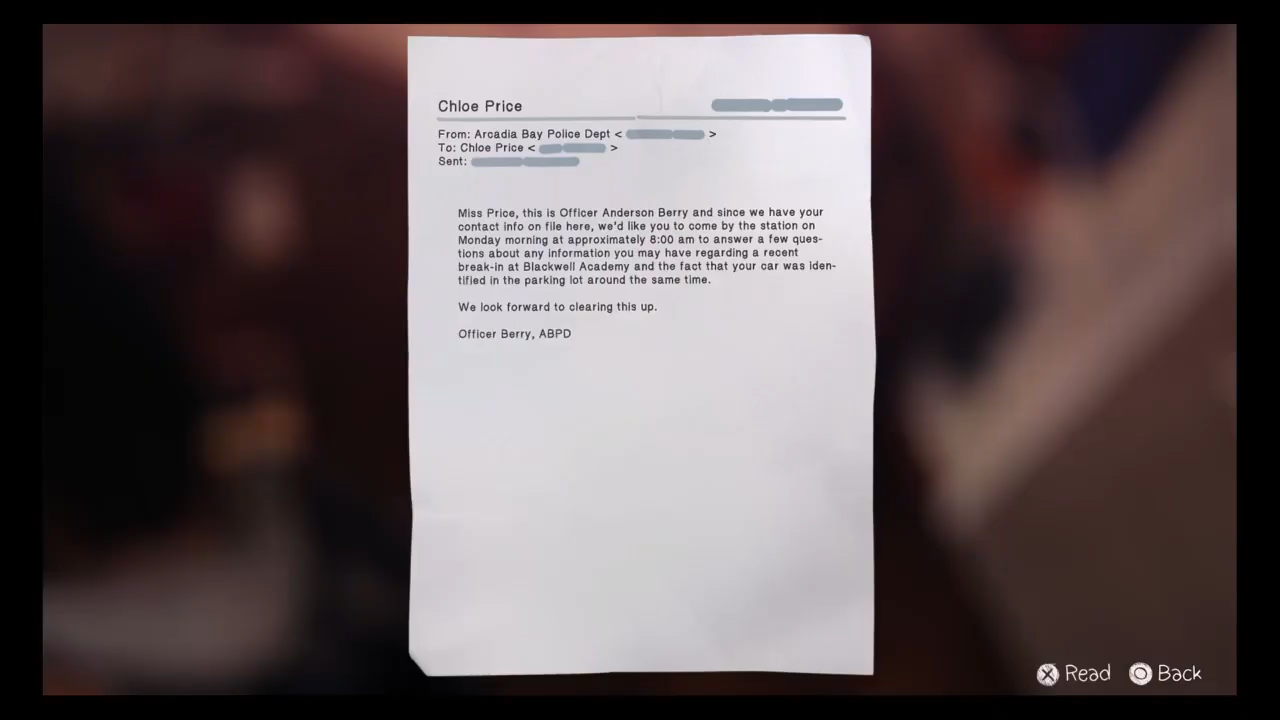 Chloe Price
From: Arcadia Bay Police Dept < >
To: Chloe Price < >
Sent:
Miss Price, this is Officer Anderson Berry and since we have your
contact info on file here, we'd like you to come by the station on
Monday morning at approximately 8:00 am to answer a few ques-
tions about any information you may have regarding a recent
break-in at Blackwell Academy and the fact that your car was iden-
tified in the parking lot around the same time.
We look forward to clearing this up.
Officer Berry, ABPD
Read Back